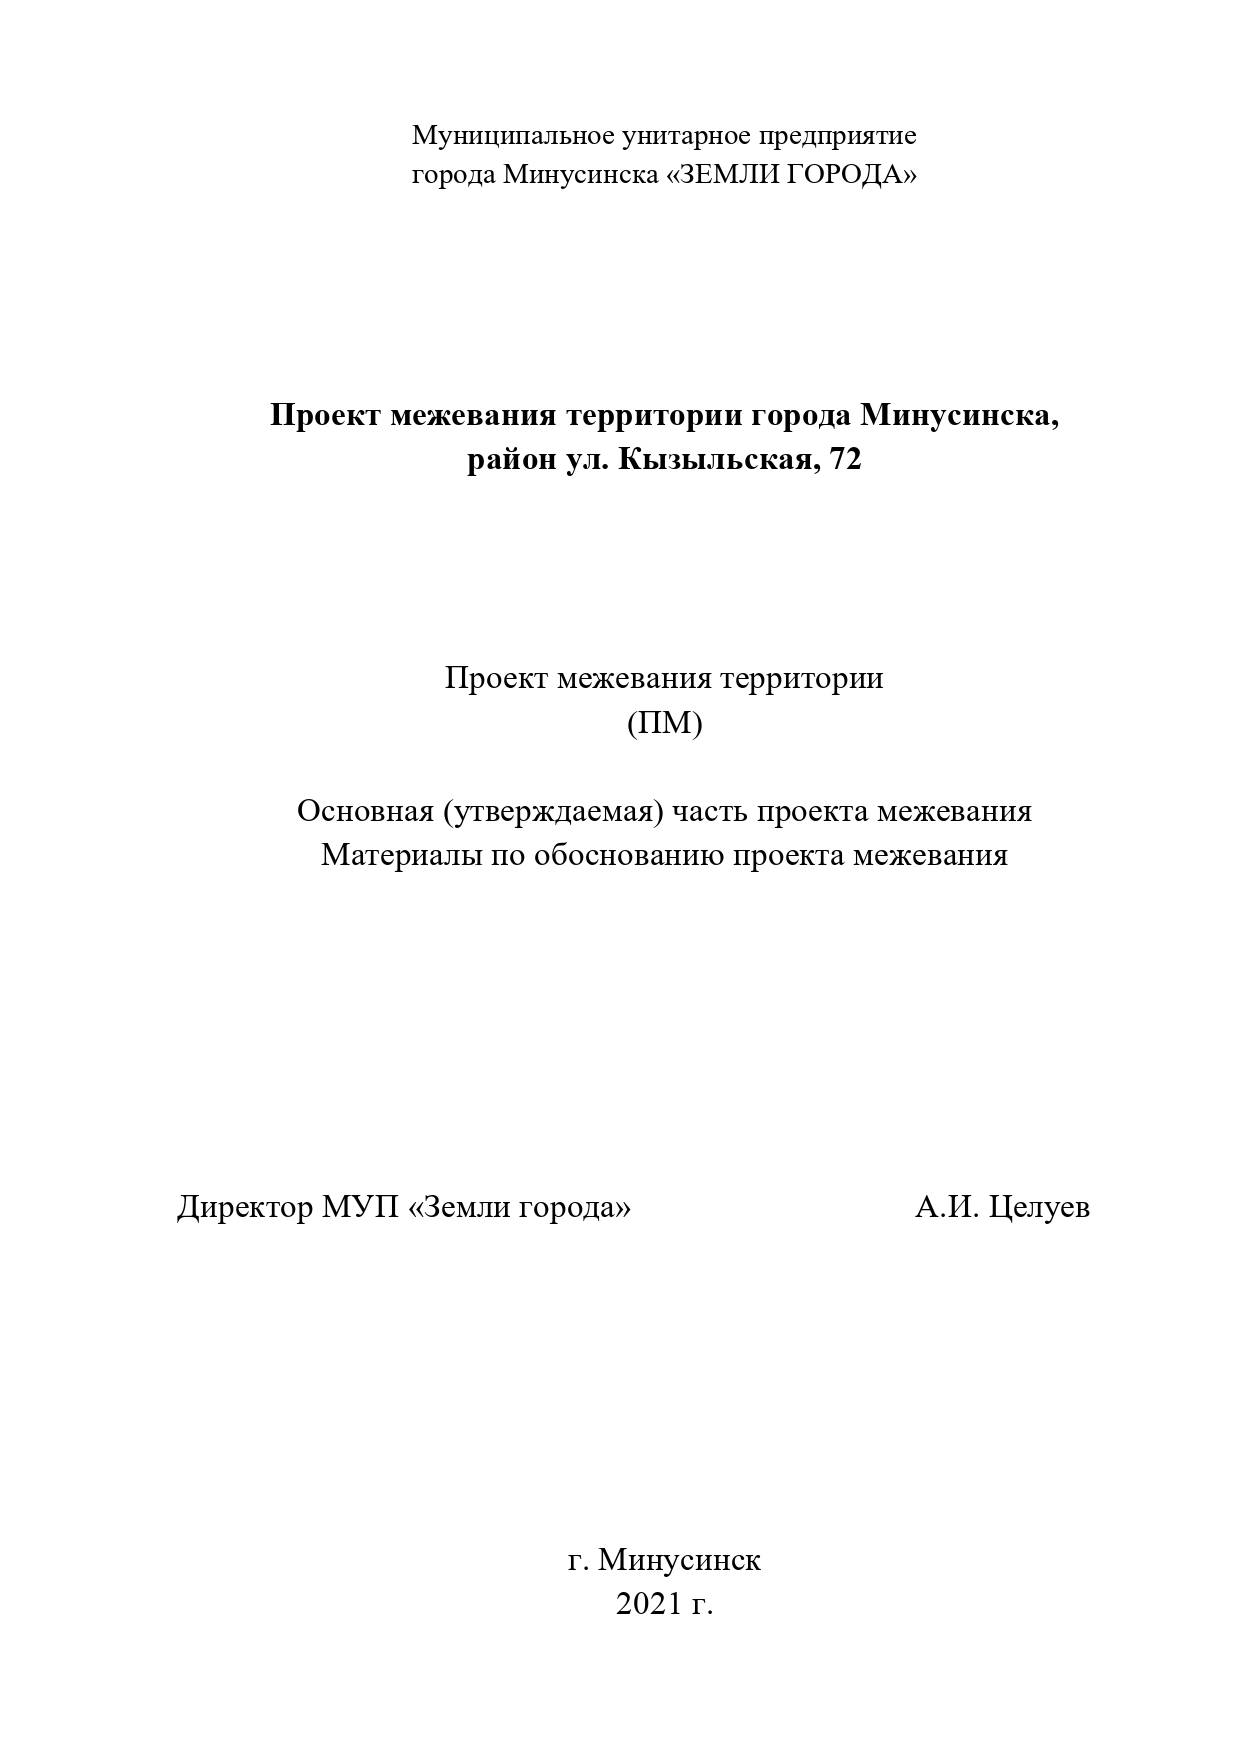 Муниципальное унитарное предприятие
города Минусинска «ЗЕМЛИ ГОРОДА»
Проект межевания территории города Минусинска,
район ул. Кызыльская, 72
Проект межевания территории
(ПМ)
Основная (утверждаемая) часть проекта межевания
Материалы по обоснованию проекта межевания
Директор МУП «Земли города» А.И. Целуев
г. Минусинск
2021 г.